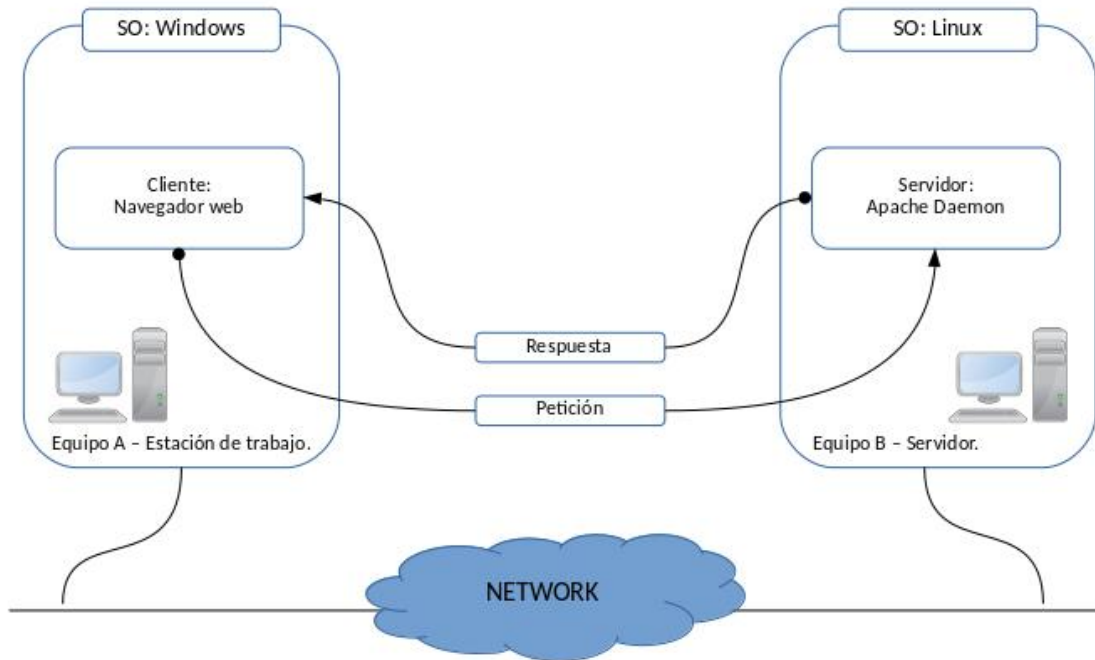 SO: Windows
SO: Linux
Cliente:
Navegador web
Servidor:
Apache Daemon
Respuesta
Petición
Equipo A – Estación de trabajo.
Equipo B – Servidor.
NETWORK